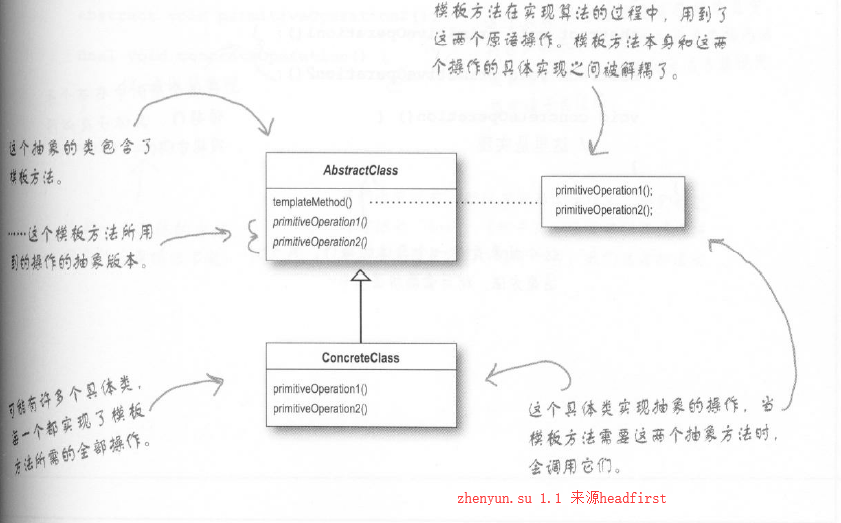 模板方法在实现算法的过程中，用到了
这两个原语操作。模板方法本身和这两
个操作的具体实现之间被解耦了。
这个抽象的类包含了
模板方法。
AbstractClass
templateMethod()
primitiveOperation1()
primitiveOperation2()
primitiveOperation1();
primitiveOperation2();
……这个模板方法所用
到的操作的抽象版本。
ConcreteClass
primitiveOperation1()
primitiveOperation2()
可能有许多个具体类，
每一个都实现了模板
方法所需的全部操作。
这个具体类实现抽象的操作，当
模板方法需要这两个抽象方法时，
会调用它们。
zhenyun.su 1.1 来源headfirst